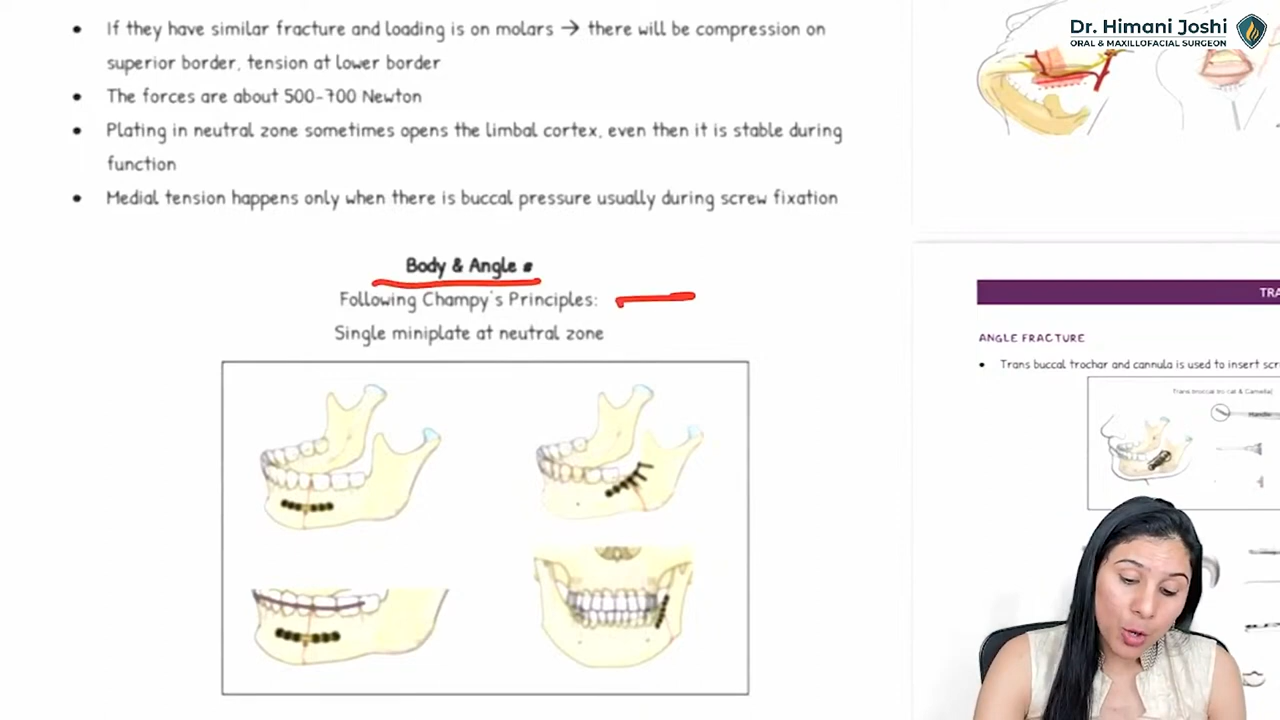 Dr. Himani Joshi
ORAL & MAXILLOFACIAL SURGEON
• If they have similar fracture and loading is on molars → there will be compression on
superior border, tension at lower border
• The forces are about 500-700 Newton
• Plating in neutral zone sometimes opens the limbal cortex, even then it is stable during
function
• Medial tension happens only when there is buccal pressure usually during screw fixation
Body & Angle #
Following Champy's Principles:
Single miniplate at neutral zone
TRA
ANGLE FRACTURE
• Trans buccal trochar and cannula is used to insert scr
Handle